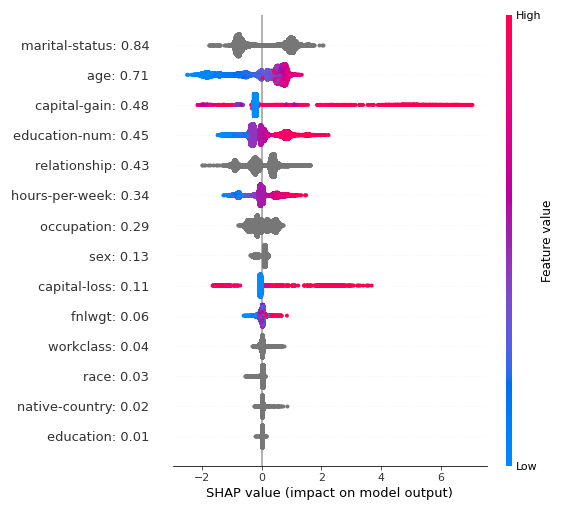 High
marital-status: 0.84
age: 0.71
capital-gain: 0.48
education-num: 0.45
relationship: 0.43
hours-per-week: 0.34
occupation: 0.29
sex: 0.13
capital-loss: 0.11
fnlwgt: 0.06
workclass: 0.04
race: 0.03
native-country: 0.02
education: 0.01
Feature value
Low
−2 0 2 4 6
SHAP value (impact on model output)